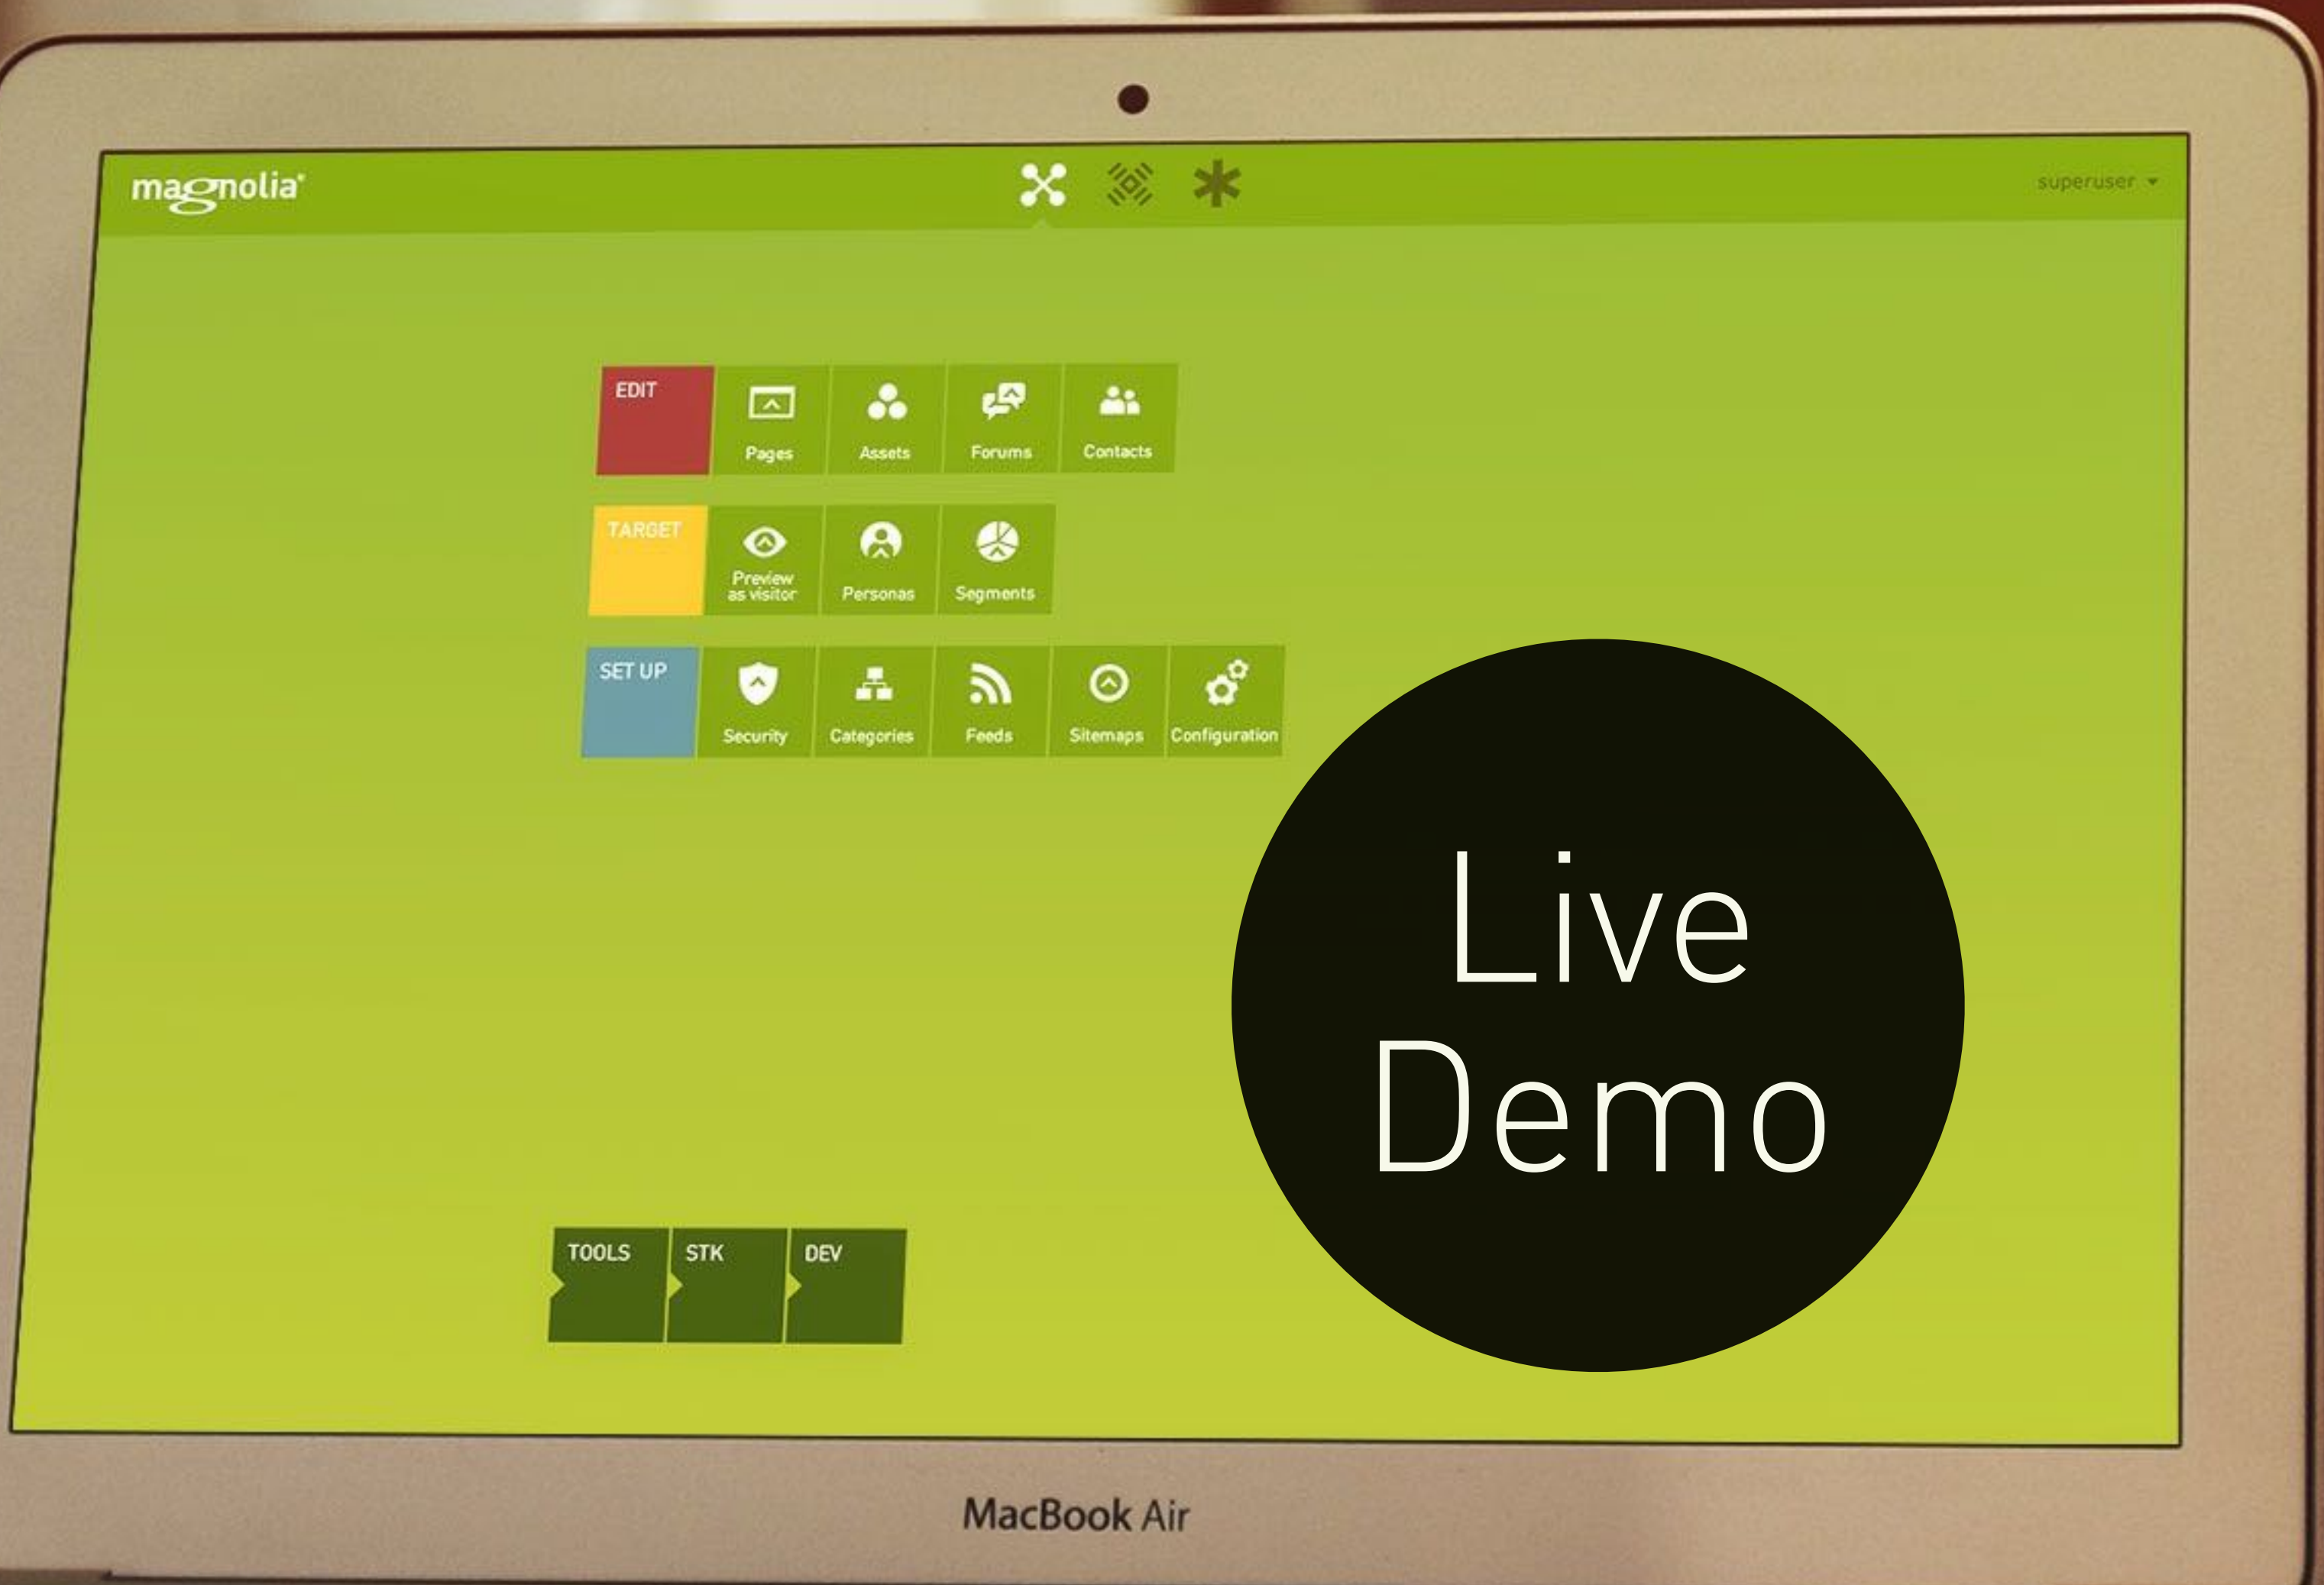 magnolia®
superuser
EDIT
Pages
Assets
Forums
Contacts
TARGET
Preview
as visitor
Personas
Segments
SET UP
Security
Categories
Feeds
Sitemaps
Configuration
Live
Demo
TOOLS
STK
DEV
MacBook Air